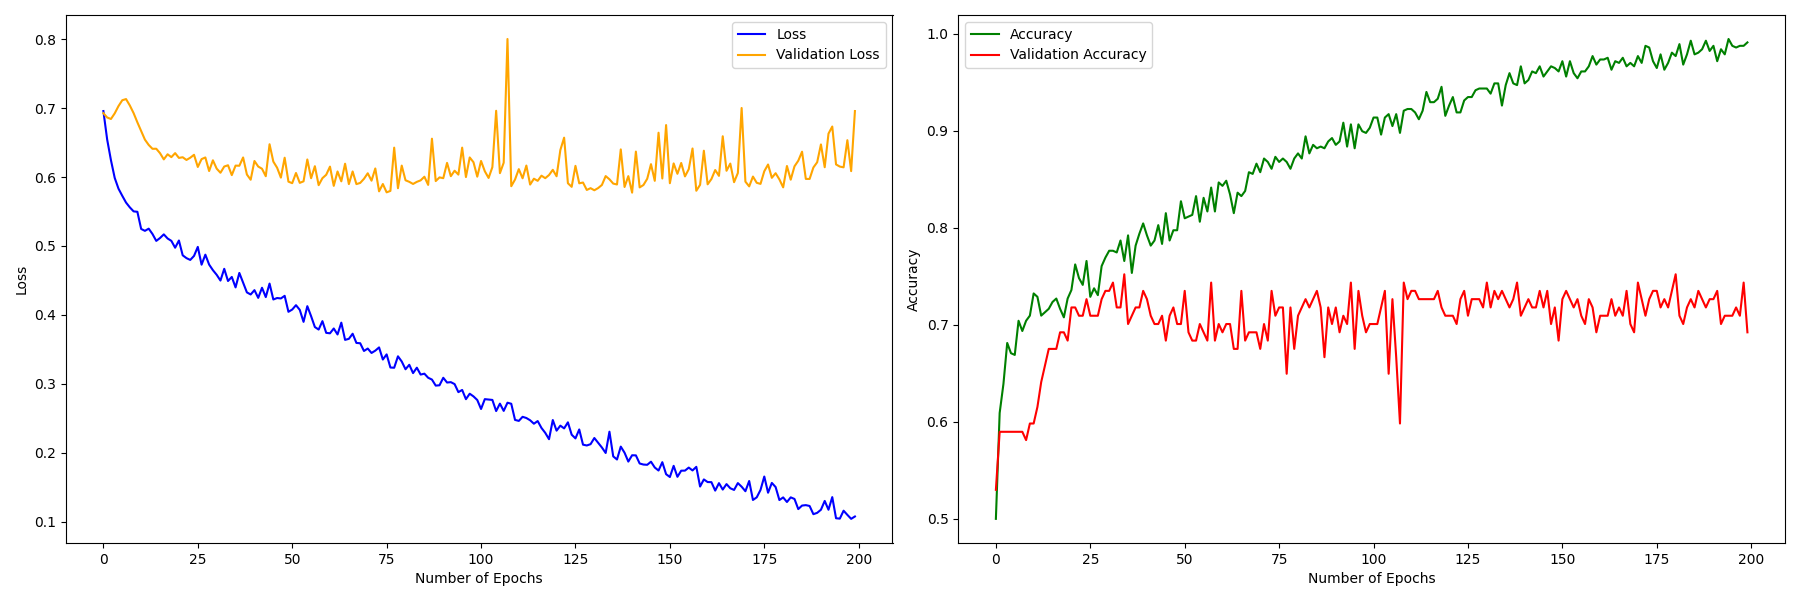 Loss
Validation Loss
0.8
0.7
0.6
0.5
0.4
0.3
0.2
0.1
Loss
0 25 50 75 100 125 150 175 200
Number of Epochs
Accuracy
Validation Accuracy
1.0
0.9
0.8
0.7
0.6
0.5
Accuracy
0 25 50 75 100 125 150 175 200
Number of Epochs